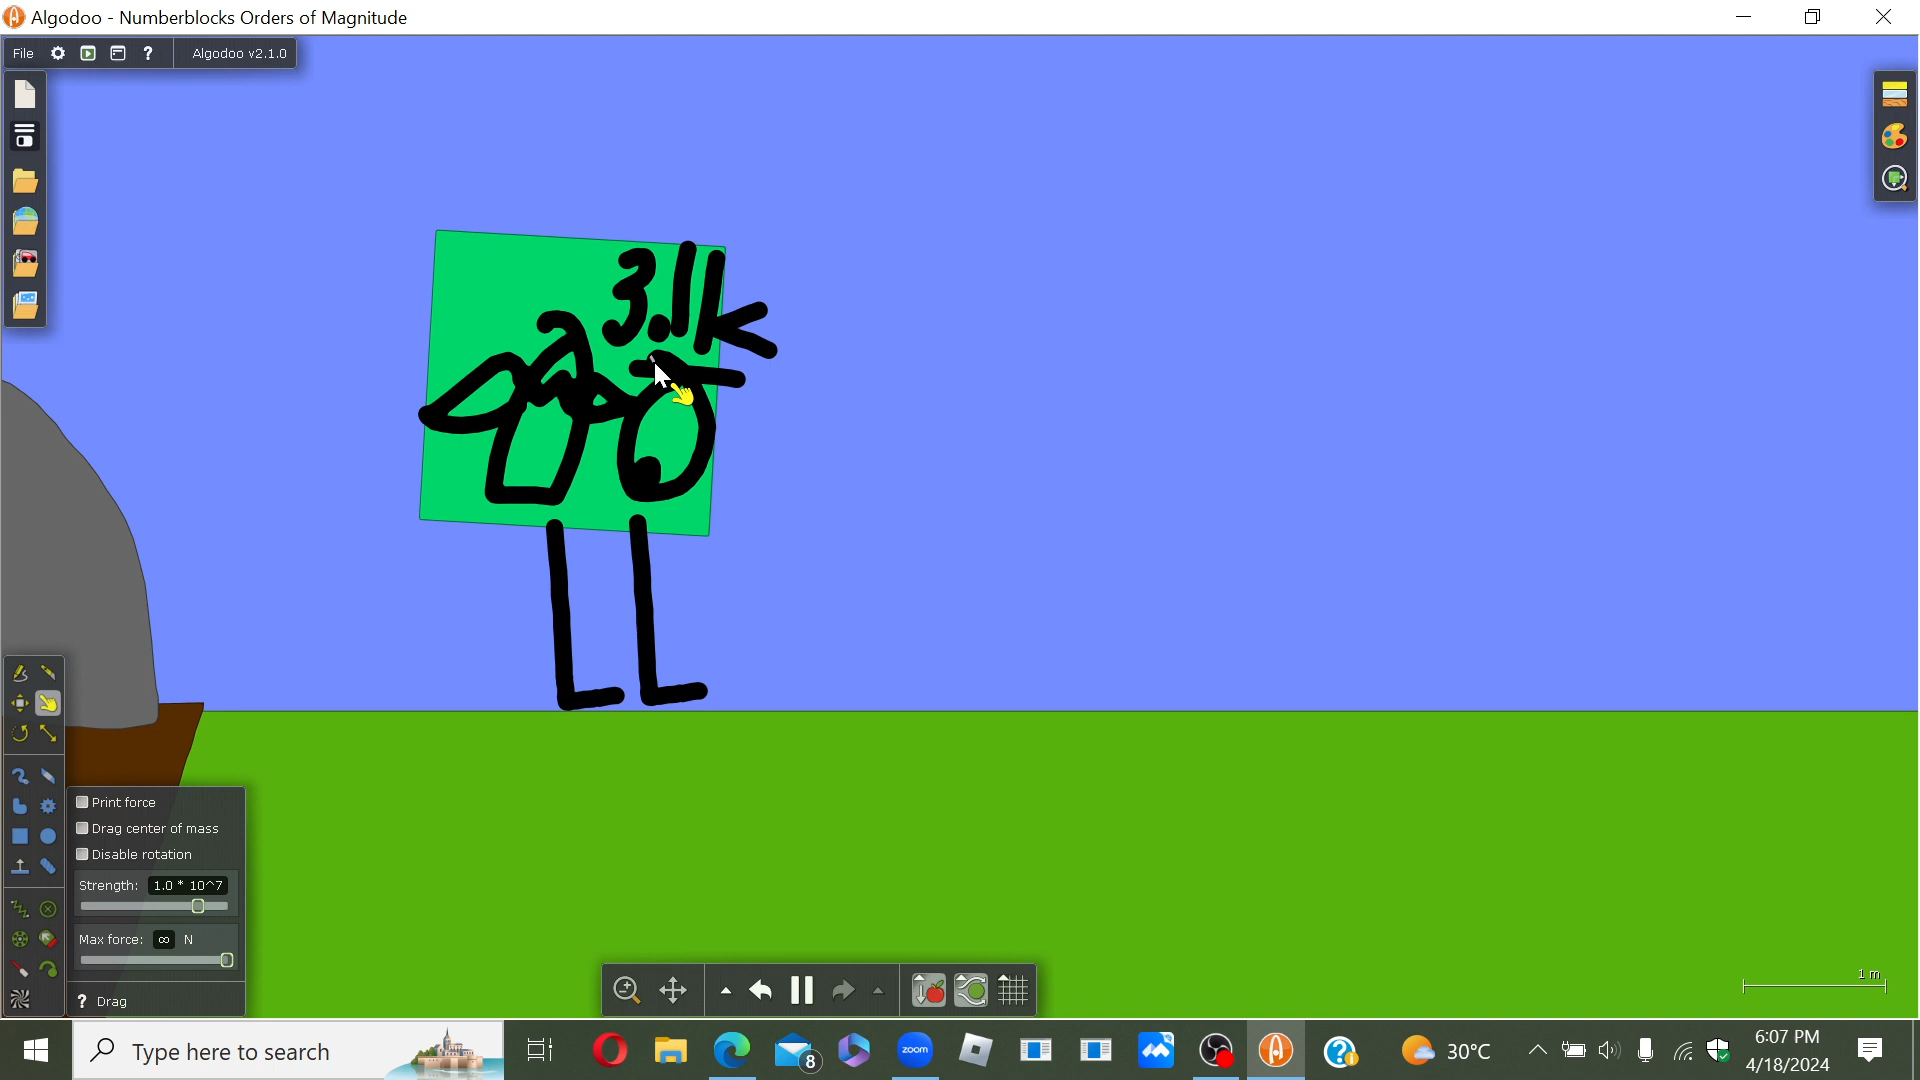 Algodoo - Numberblocks Orders of Magnitude
File ? Algodoo v2.1.0
3.1k
Print force
Drag center of mass
Disable rotation
Strength: 1.0 * 10^7
Max force: ∞ N
? Drag
1 m
Type here to search
8
zoom
30°C
6:07 PM
4/18/2024